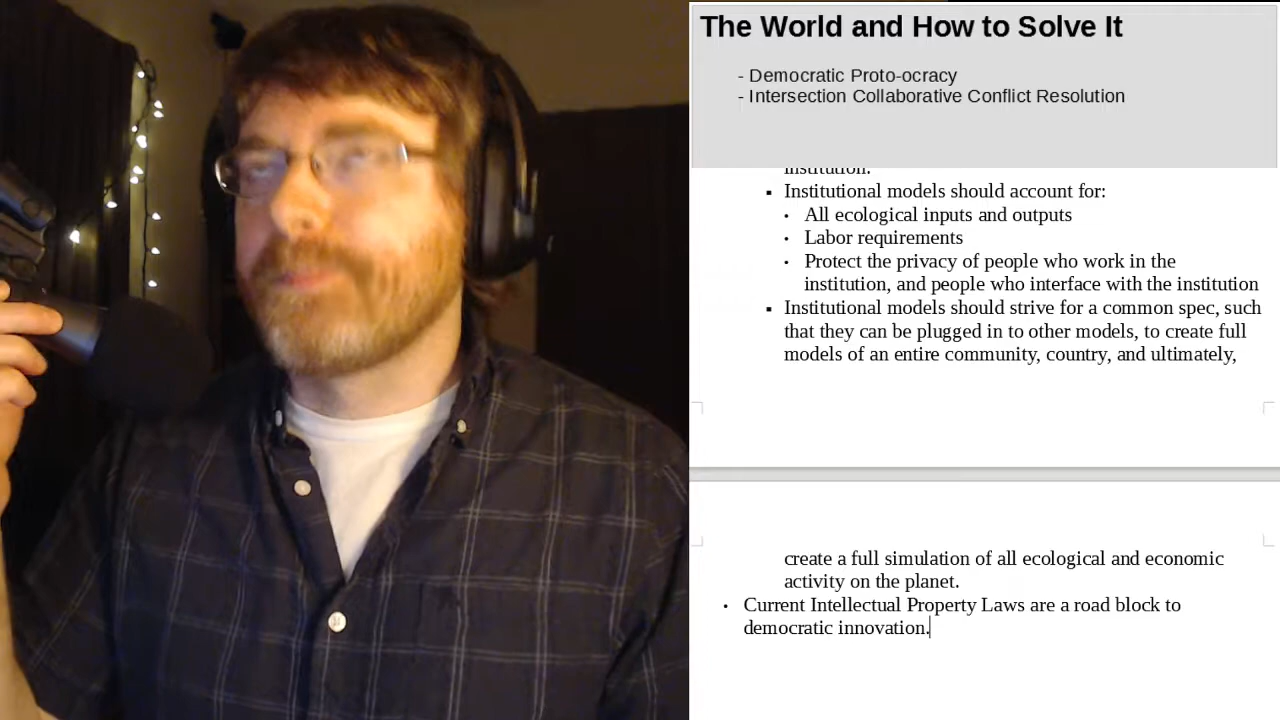 The World and How to Solve It
- Democratic Proto-ocracy
- Intersection Collaborative Conflict Resolution
institution.
▪ Institutional models should account for:
• All ecological inputs and outputs
• Labor requirements
• Protect the privacy of people who work in the
institution, and people who interface with the institution
▪ Institutional models should strive for a common spec, such
that they can be plugged in to other models, to create full
models of an entire community, country, and ultimately,
create a full simulation of all ecological and economic
activity on the planet.
• Current Intellectual Property Laws are a road block to
democratic innovation.